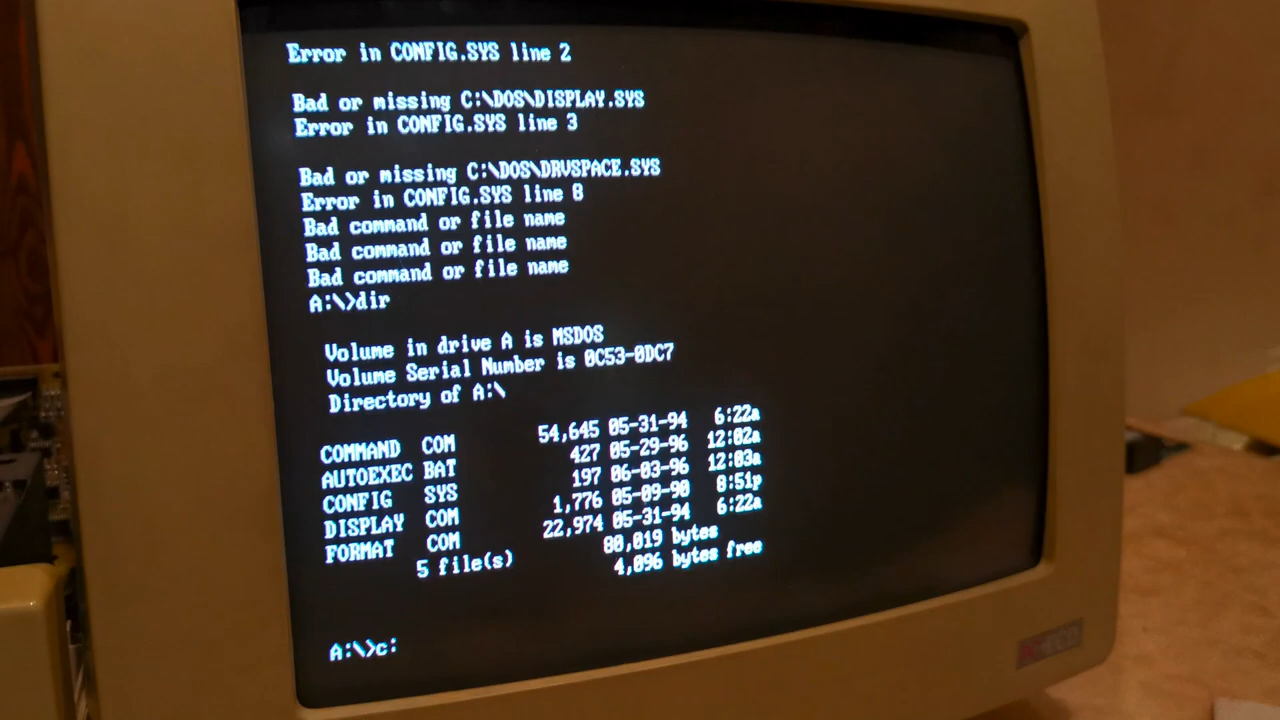 Error in CONFIG.SYS line 2
Bad or missing C:\DOS\DISPLAY.SYS
Error in CONFIG.SYS line 3
Bad or missing C:\DOS\DRVSPACE.SYS
Error in CONFIG.SYS line 8
Bad command or file name
Bad command or file name
Bad command or file name
A:\>dir
Volume in drive A is MSDOS
Volume Serial Number is 0C53-0DC7
Directory of A:\
COMMAND COM 54,645 05-31-94 6:22a
AUTOEXEC BAT 427 05-29-96 12:02a
CONFIG SYS 197 06-03-96 12:03a
DISPLAY COM 1,776 05-09-90 8:51p
FORMAT COM 22,974 05-31-94 6:22a
5 file(s) 80,019 bytes
4,096 bytes free
A:\>c: